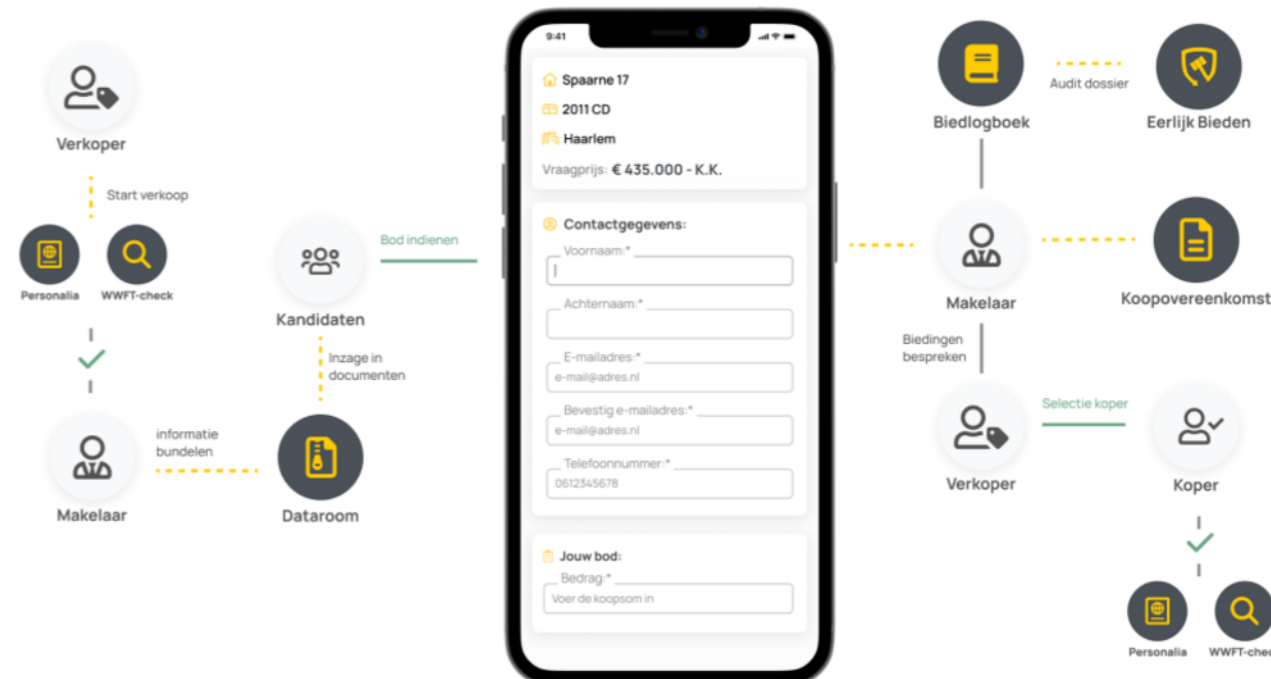 Verkoper
Start verkoop
Personalia
WWFT-check
Makelaar
informatie
bundelen
Dataroom
Inzage in
documenten
Kandidaten
Bod indienen
9:41
Spaarne 17
2011 CD
Haarlem
Vraagprijs: € 435.000 - K.K.
Contactgegevens:
Voornaam:*
Achternaam:*
E-mailadres:*
e-mail@adres.nl
Bevestig e-mailadres:*
e-mail@adres.nl
Telefoonnummer:*
0612345678
Jouw bod:
Bedrag:*
Voer de koopsom in
Biedlogboek
Audit dossier
Eerlijk Bieden
Makelaar
Koopovereenkomst
Biedingen
bespreken
Verkoper
Selectie koper
Koper
Personalia
WWFT-chec